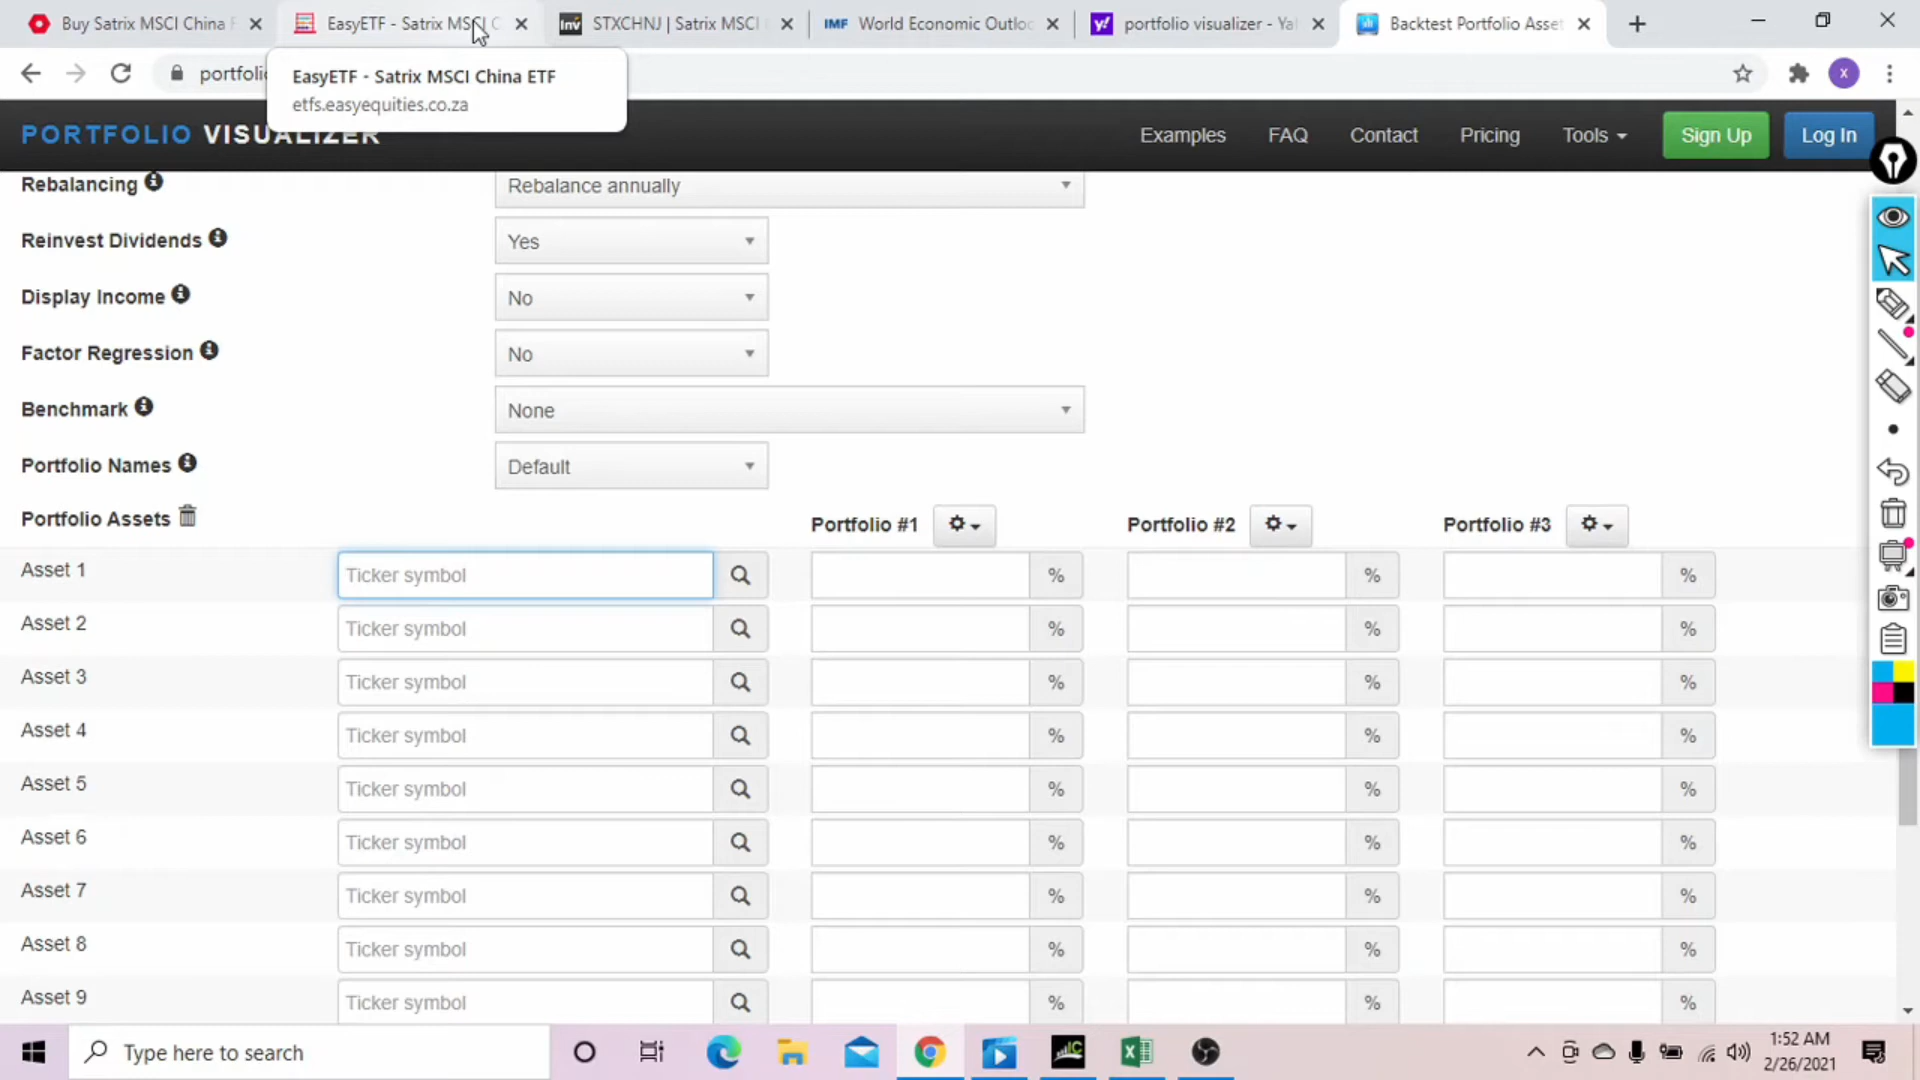 Buy Satrix MSCI China
EasyETF - Satrix MSCI C
STXCHNJ | Satrix MSCI
IMF World Economic Outlo
portfolio visualizer - Ya
Backtest Portfolio Asset
portfolio
EasyETF - Satrix MSCI China ETF
etfs.easyequities.co.za
x
PORTFOLIO VISUALIZER
Examples
FAQ
Contact
Pricing
Tools
Sign Up
Log In
Rebalancing
Rebalance annually
Reinvest Dividends
Yes
Display Income
No
Factor Regression
No
Benchmark
None
Portfolio Names
Default
Portfolio Assets
Portfolio #1
Portfolio #2
Portfolio #3
Asset 1 Ticker symbol % % %
Asset 2 Ticker symbol % % %
Asset 3 Ticker symbol % % %
Asset 4 Ticker symbol % % %
Asset 5 Ticker symbol % % %
Asset 6 Ticker symbol % % %
Asset 7 Ticker symbol % % %
Asset 8 Ticker symbol % % %
Asset 9 Ticker symbol % % %
Type here to search
1:52 AM
2/26/2021